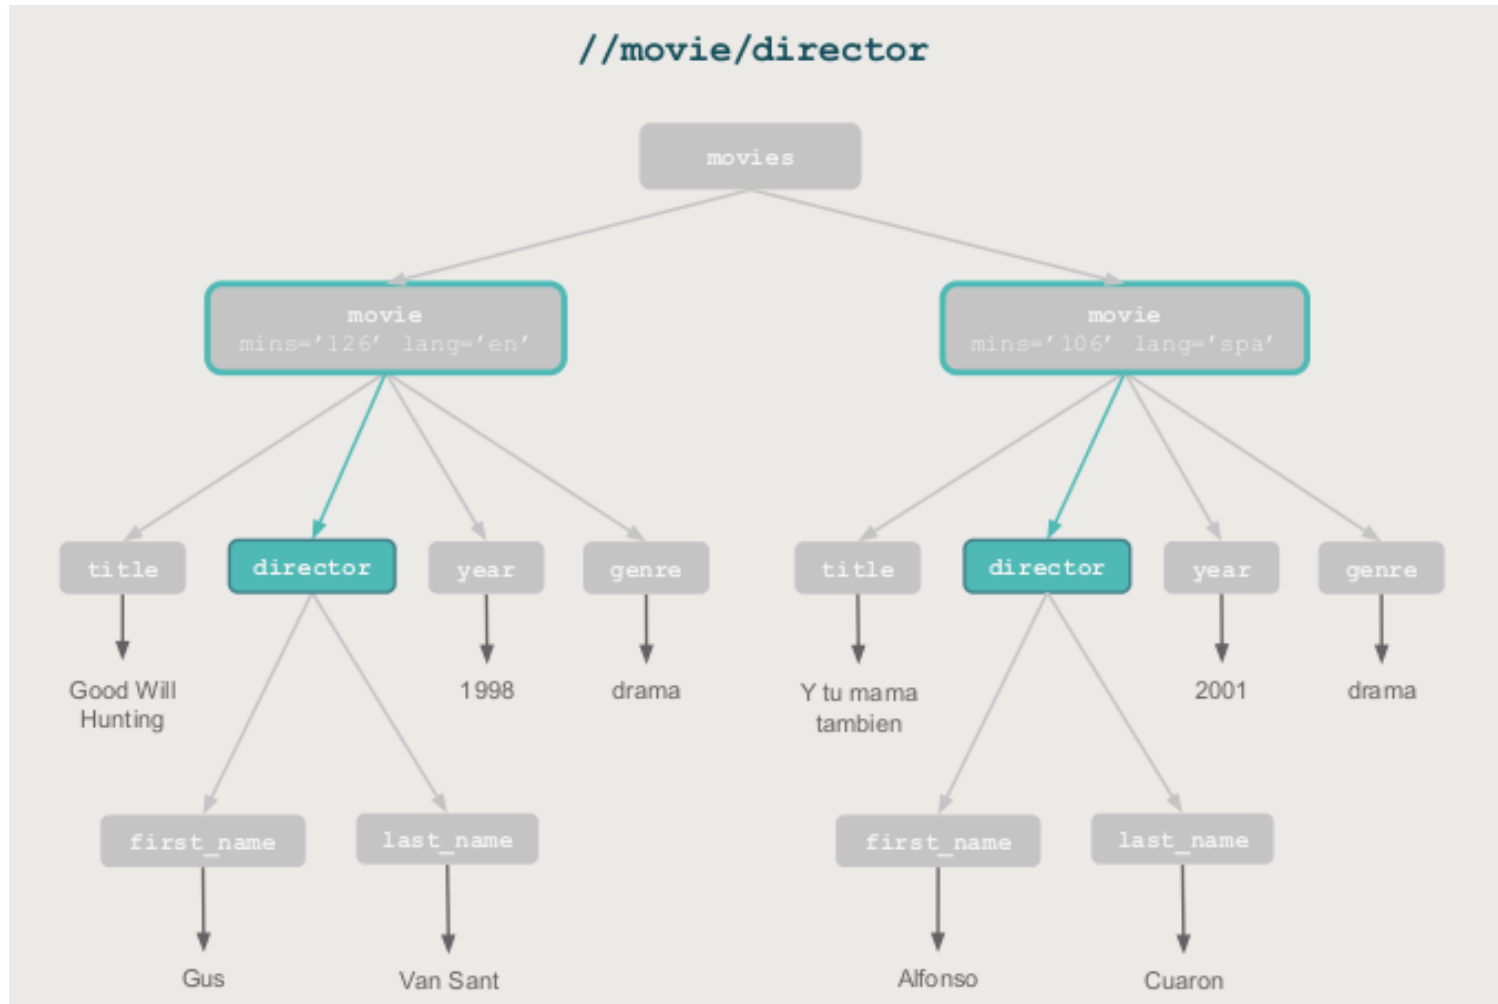 //movie/director
movies
movie
mins=’126’ lang=’en’
movie
mins=’106’ lang=’spa’
title
director
year
genre
title
director
year
genre
Good Will
Hunting
1998
drama
Y tu mama
tambien
2001
drama
first_name
last_name
first_name
last_name
Gus
Van Sant
Alfonso
Cuaron